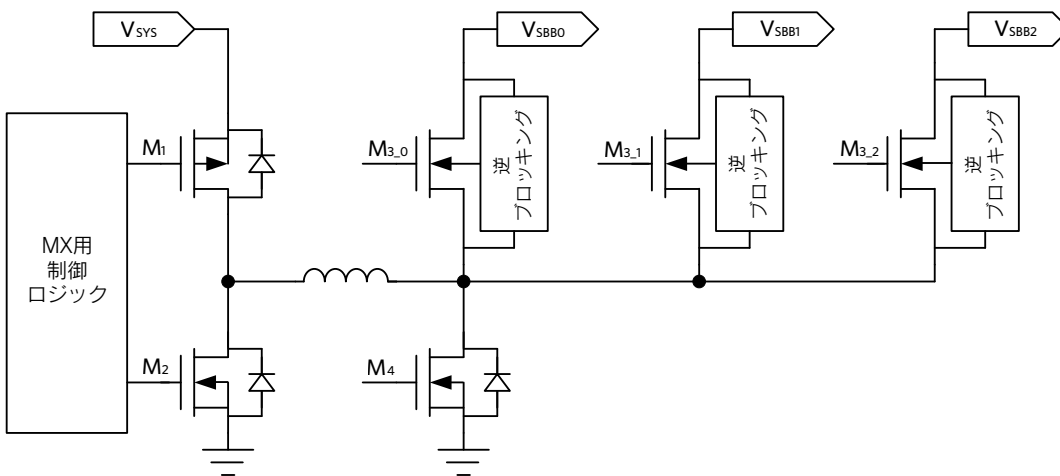 VSYS
VSBB0
VSBB1
VSBB2
M1
M3_0
M3_1
M3_2
逆
ブロッキング
逆
ブロッキング
逆
ブロッキング
MX用
制御
ロジック
M2
M4